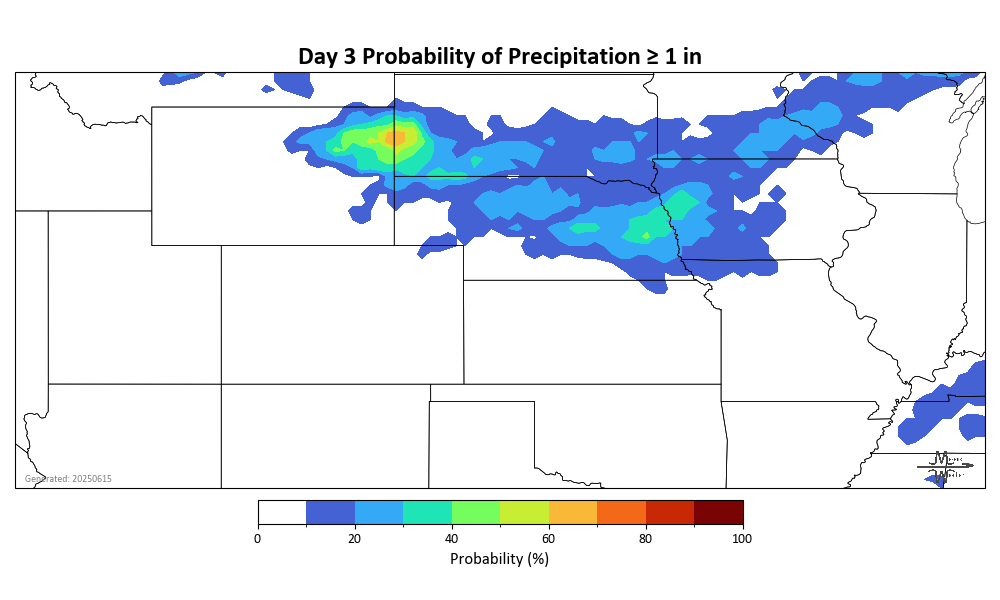 Day 3 Probability of Precipitation ≥ 1 in
Generated: 20250615
0 20 40 60 80 100
Probability (%)